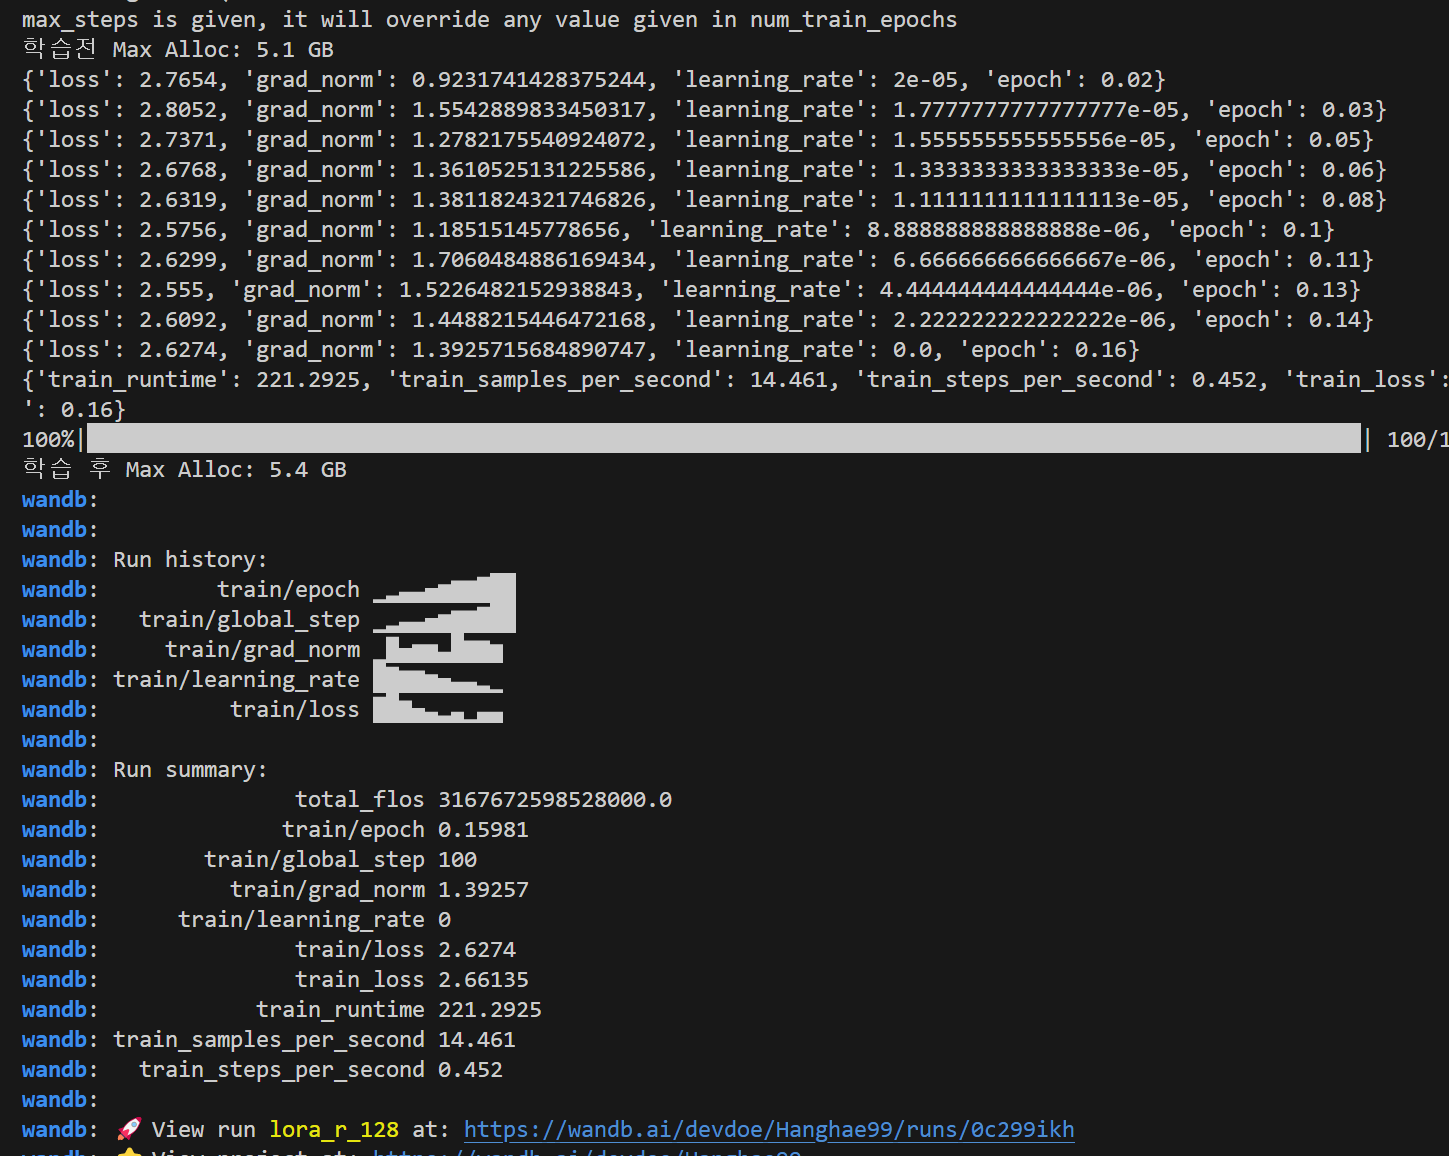 max_steps is given, it will override any value given in num_train_epochs
학습전 Max Alloc: 5.1 GB
{'loss': 2.7654, 'grad_norm': 0.9231741428375244, 'learning_rate': 2e-05, 'epoch': 0.02}
{'loss': 2.8052, 'grad_norm': 1.5542889833450317, 'learning_rate': 1.7777777777777777e-05, 'epoch': 0.03}
{'loss': 2.7371, 'grad_norm': 1.2782175540924072, 'learning_rate': 1.555555555555556e-05, 'epoch': 0.05}
{'loss': 2.6768, 'grad_norm': 1.3610525131225586, 'learning_rate': 1.3333333333333333e-05, 'epoch': 0.06}
{'loss': 2.6319, 'grad_norm': 1.3811824321746826, 'learning_rate': 1.1111111111111113e-05, 'epoch': 0.08}
{'loss': 2.5756, 'grad_norm': 1.18515145778656, 'learning_rate': 8.888888888888888e-06, 'epoch': 0.1}
{'loss': 2.6299, 'grad_norm': 1.7060484886169434, 'learning_rate': 6.666666666666667e-06, 'epoch': 0.11}
{'loss': 2.555, 'grad_norm': 1.5226482152938843, 'learning_rate': 4.444444444444444e-06, 'epoch': 0.13}
{'loss': 2.6092, 'grad_norm': 1.4488215446472168, 'learning_rate': 2.222222222222222e-06, 'epoch': 0.14}
{'loss': 2.6274, 'grad_norm': 1.3925715684890747, 'learning_rate': 0.0, 'epoch': 0.16}
{'train_runtime': 221.2925, 'train_samples_per_second': 14.461, 'train_steps_per_second': 0.452, 'train_loss':
': 0.16}
100%| | 100/1
학습 후 Max Alloc: 5.4 GB
wandb:
wandb:
wandb: Run history:
wandb: train/epoch
wandb: train/global_step
wandb: train/grad_norm
wandb: train/learning_rate
wandb: train/loss
wandb:
wandb: Run summary:
wandb: total_flos 3167672598528000.0
wandb: train/epoch 0.15981
wandb: train/global_step 100
wandb: train/grad_norm 1.39257
wandb: train/learning_rate 0
wandb: train/loss 2.6274
wandb: train_loss 2.66135
wandb: train_runtime 221.2925
wandb: train_samples_per_second 14.461
wandb: train_steps_per_second 0.452
wandb:
wandb: 🚀 View run lora_r_128 at: https://wandb.ai/devdoe/Hanghae99/runs/0c299ikh